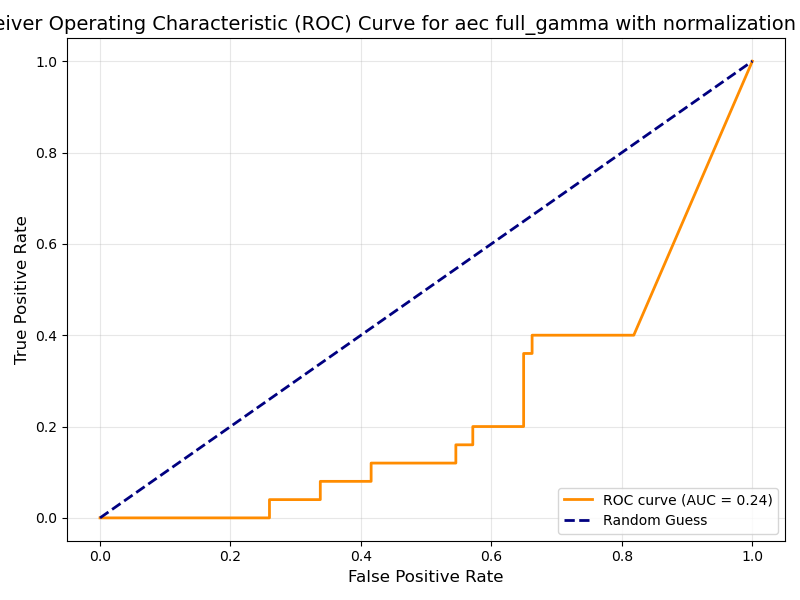 Operating Characteristic (ROC) Curve for aec full_gamma with normalization
1.0
0.8
0.6
0.4
0.2
0.0
True Positive Rate
0.0 0.2 0.4 0.6 0.8 1.0
False Positive Rate
ROC curve (AUC = 0.24)
Random Guess